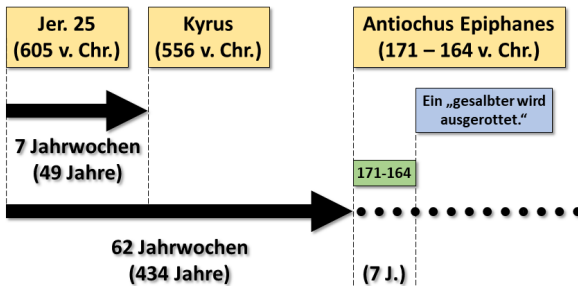 Jer. 25
(605 v. Chr.)
Kyrus
(556 v. Chr.)
Antiochus Epiphanes
(171 – 164 v. Chr.)
Ein „gesalbter wird
ausgerottet.“
7 Jahrwochen
(49 Jahre)
171-164
62 Jahrwochen
(434 Jahre)
(7 J.)